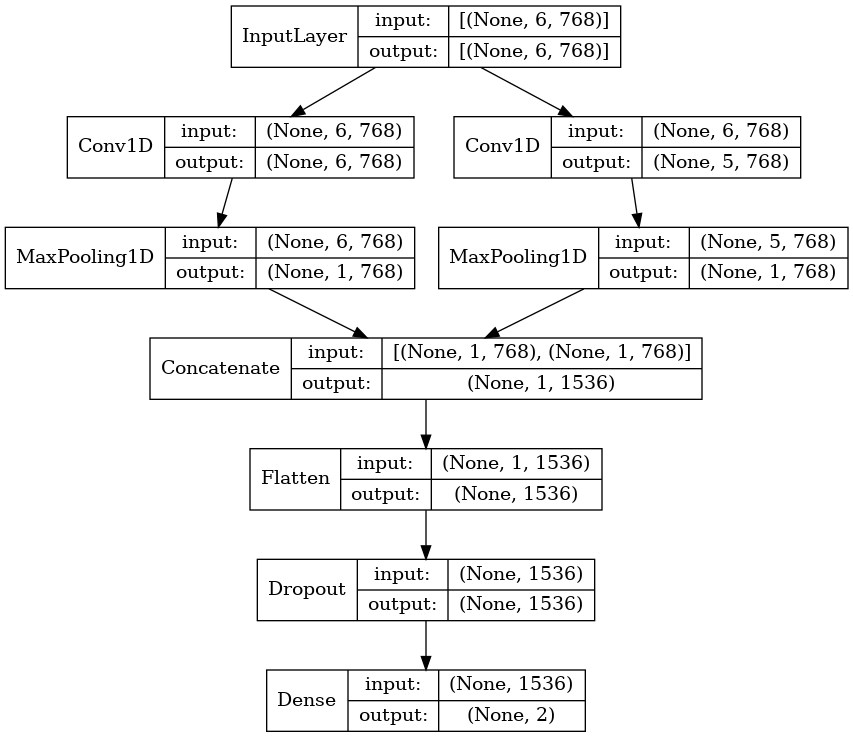 InputLayer
input: [(None, 6, 768)]
output: [(None, 6, 768)]
Conv1D
input: (None, 6, 768)
output: (None, 6, 768)
Conv1D
input: (None, 6, 768)
output: (None, 5, 768)
MaxPooling1D
input: (None, 6, 768)
output: (None, 1, 768)
MaxPooling1D
input: (None, 5, 768)
output: (None, 1, 768)
Concatenate
input: [(None, 1, 768), (None, 1, 768)]
output: (None, 1, 1536)
Flatten
input: (None, 1, 1536)
output: (None, 1536)
Dropout
input: (None, 1536)
output: (None, 1536)
Dense
input: (None, 1536)
output: (None, 2)